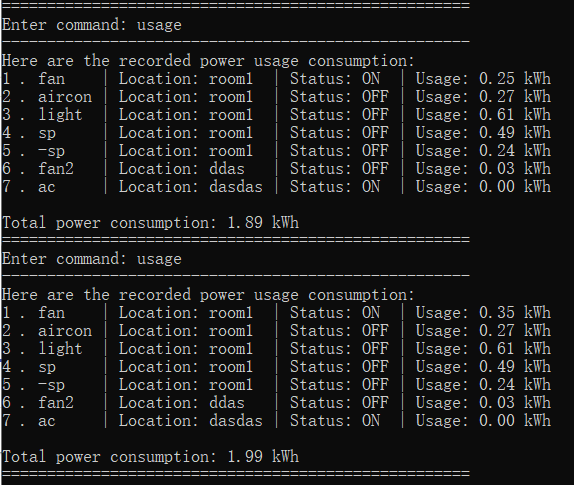 ============================================================
Enter command: usage
------------------------------------------------------------
Here are the recorded power usage consumption:
1 . fan    | Location: room1  | Status: ON  | Usage: 0.25 kWh
2 . aircon | Location: room1  | Status: OFF | Usage: 0.27 kWh
3 . light  | Location: room1  | Status: OFF | Usage: 0.61 kWh
4 . sp     | Location: room1  | Status: OFF | Usage: 0.49 kWh
5 . -sp    | Location: room1  | Status: OFF | Usage: 0.24 kWh
6 . fan2   | Location: ddas   | Status: OFF | Usage: 0.03 kWh
7 . ac     | Location: dasdas | Status: ON  | Usage: 0.00 kWh
Total power consumption: 1.89 kWh
============================================================
Enter command: usage
------------------------------------------------------------
Here are the recorded power usage consumption:
1 . fan    | Location: room1  | Status: ON  | Usage: 0.35 kWh
2 . aircon | Location: room1  | Status: OFF | Usage: 0.27 kWh
3 . light  | Location: room1  | Status: OFF | Usage: 0.61 kWh
4 . sp     | Location: room1  | Status: OFF | Usage: 0.49 kWh
5 . -sp    | Location: room1  | Status: OFF | Usage: 0.24 kWh
6 . fan2   | Location: ddas   | Status: OFF | Usage: 0.03 kWh
7 . ac     | Location: dasdas | Status: ON  | Usage: 0.00 kWh
Total power consumption: 1.99 kWh
============================================================